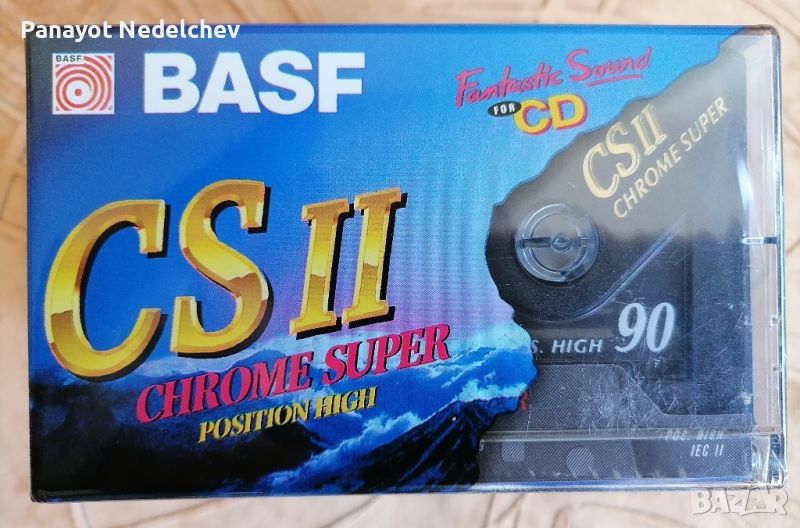 Panayot Nedelchev
BASF
BASF
Fantastic Sound
FOR CD
CS II
CHROME SUPER
CS II
CHROME SUPER
POSITION HIGH
S. HIGH 90
POS. HIGH
IEC II
BAZAR